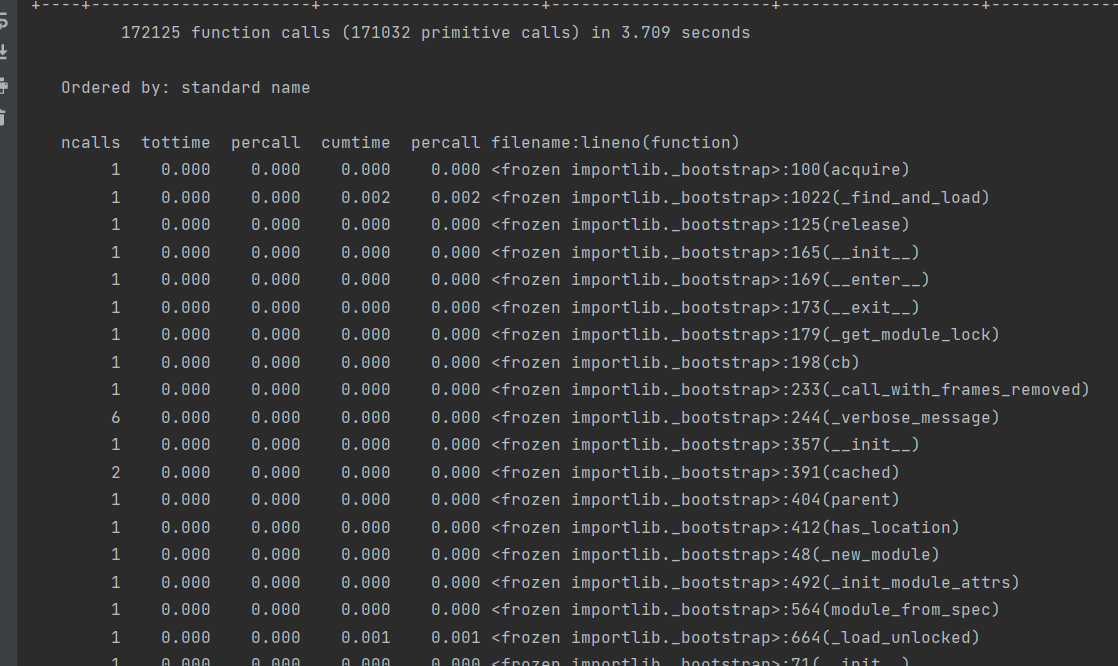 +----+----------------------+----------------------+----------------------+--------------------+-------------
172125 function calls (171032 primitive calls) in 3.709 seconds
Ordered by: standard name
ncalls  tottime  percall  cumtime  percall filename:lineno(function)
1    0.000    0.000    0.000    0.000 <frozen importlib._bootstrap>:100(acquire)
1    0.000    0.000    0.002    0.002 <frozen importlib._bootstrap>:1022(_find_and_load)
1    0.000    0.000    0.000    0.000 <frozen importlib._bootstrap>:125(release)
1    0.000    0.000    0.000    0.000 <frozen importlib._bootstrap>:165(__init__)
1    0.000    0.000    0.000    0.000 <frozen importlib._bootstrap>:169(__enter__)
1    0.000    0.000    0.000    0.000 <frozen importlib._bootstrap>:173(__exit__)
1    0.000    0.000    0.000    0.000 <frozen importlib._bootstrap>:179(_get_module_lock)
1    0.000    0.000    0.000    0.000 <frozen importlib._bootstrap>:198(cb)
1    0.000    0.000    0.000    0.000 <frozen importlib._bootstrap>:233(_call_with_frames_removed)
6    0.000    0.000    0.000    0.000 <frozen importlib._bootstrap>:244(_verbose_message)
1    0.000    0.000    0.000    0.000 <frozen importlib._bootstrap>:357(__init__)
2    0.000    0.000    0.000    0.000 <frozen importlib._bootstrap>:391(cached)
1    0.000    0.000    0.000    0.000 <frozen importlib._bootstrap>:404(parent)
1    0.000    0.000    0.000    0.000 <frozen importlib._bootstrap>:412(has_location)
1    0.000    0.000    0.000    0.000 <frozen importlib._bootstrap>:48(_new_module)
1    0.000    0.000    0.000    0.000 <frozen importlib._bootstrap>:492(_init_module_attrs)
1    0.000    0.000    0.000    0.000 <frozen importlib._bootstrap>:564(module_from_spec)
1    0.000    0.000    0.001    0.001 <frozen importlib._bootstrap>:664(_load_unlocked)
1    0.000    0.000    0.000    0.000 <frozen importlib._bootstrap>:71(__init__)